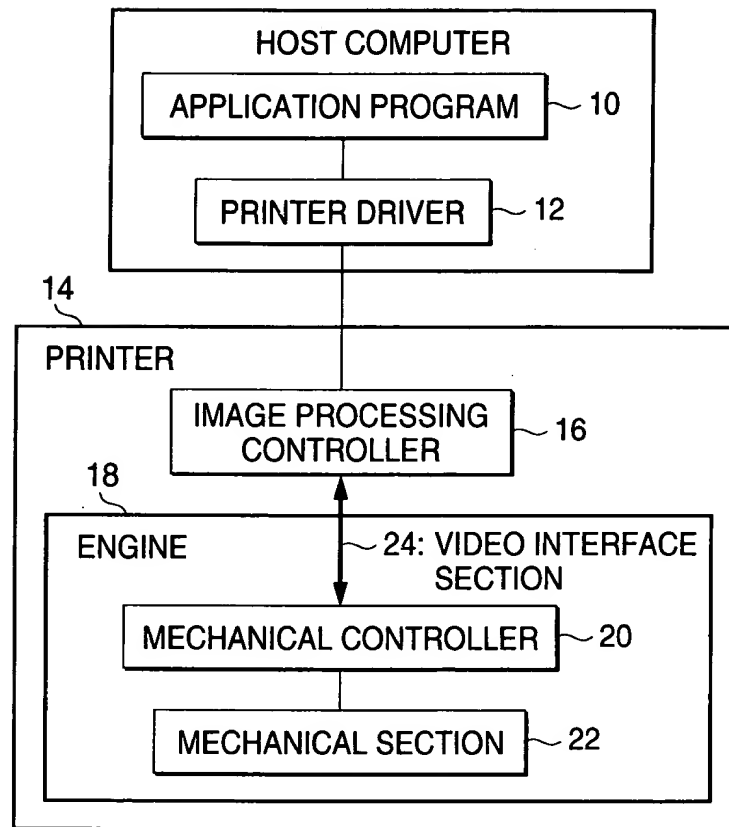 HOST COMPUTER
APPLICATION PROGRAM
10
PRINTER DRIVER
12
14
PRINTER
IMAGE PROCESSING
CONTROLLER
16
18
ENGINE
24: VIDEO INTERFACE
SECTION
MECHANICAL CONTROLLER
20
MECHANICAL SECTION
22